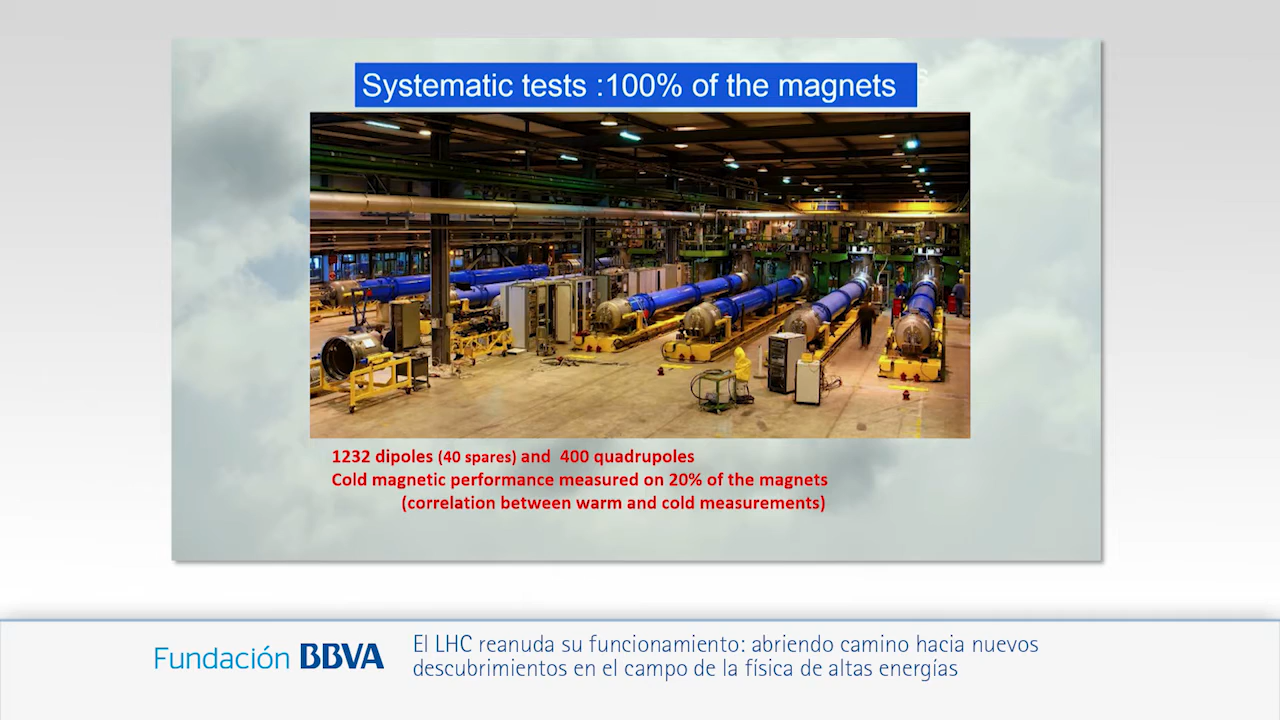 Systematic tests :100% of the magnets
1232 dipoles (40 spares) and 400 quadrupoles
Cold magnetic performance measured on 20% of the magnets
(correlation between warm and cold measurements)
Fundación BBVA
El LHC reanuda su funcionamiento: abriendo camino hacia nuevos
descubrimientos en el campo de la física de altas energías